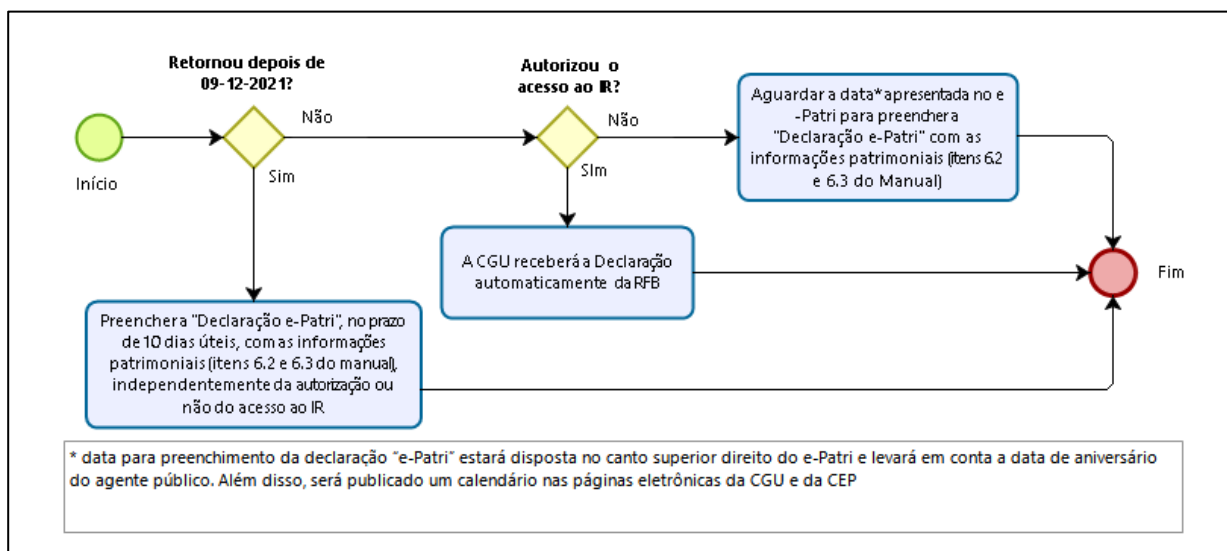 Retornou depois de
09-12-2021?
Autorizou o
acesso ao IR?
Aguardar a data* apresentada no e
-Patri para preenchera
"Declaração e-Patri" com as
informações patrimoniais (itens 6.2
e 6.3 do Manual)
Não
Não
Início
Sim
SIm
A CGU receberá a Declaração
automaticamente da RFB
Fim
Preenchera "Declaração e-Patri", no prazo
de 10 dias úteis, com as informações
patrimoniais (itens 6.2 e 6.3 do manual),
independentemente da autorização ou
não do acesso ao IR
* data para preenchimento da declaração "e-Patri" estará disposta no canto superior direito do e-Patri e levará em conta a data de aniversário
do agente público. Além disso, será publicado um calendário nas páginas eletrônicas da CGU e da CEP